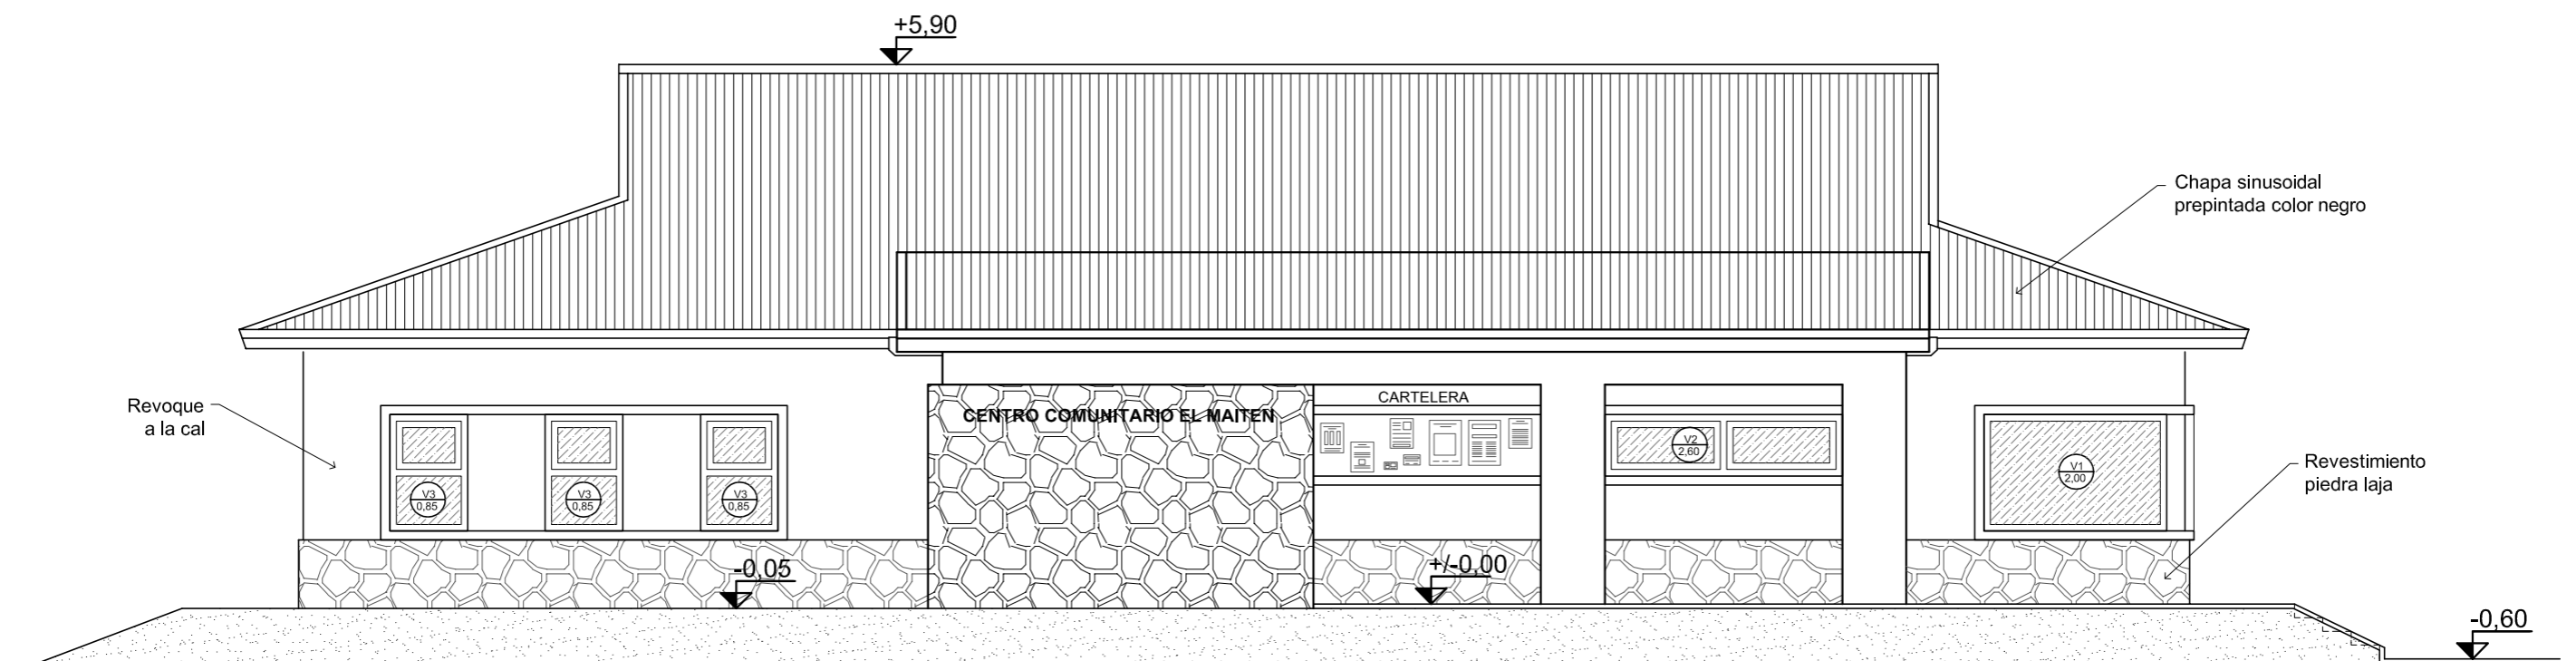 +5,90
Chapa sinusoidal
prepintada color negro
Revoque
a la cal
CARTELERA
CENTRO COMUNITARIO EL MAITEN
V2
2,60
V1
2,00
Revestimiento
piedra laja
V3
0,85
V3
0,85
V3
0,85
-0,05
+/-0,00
-0,60